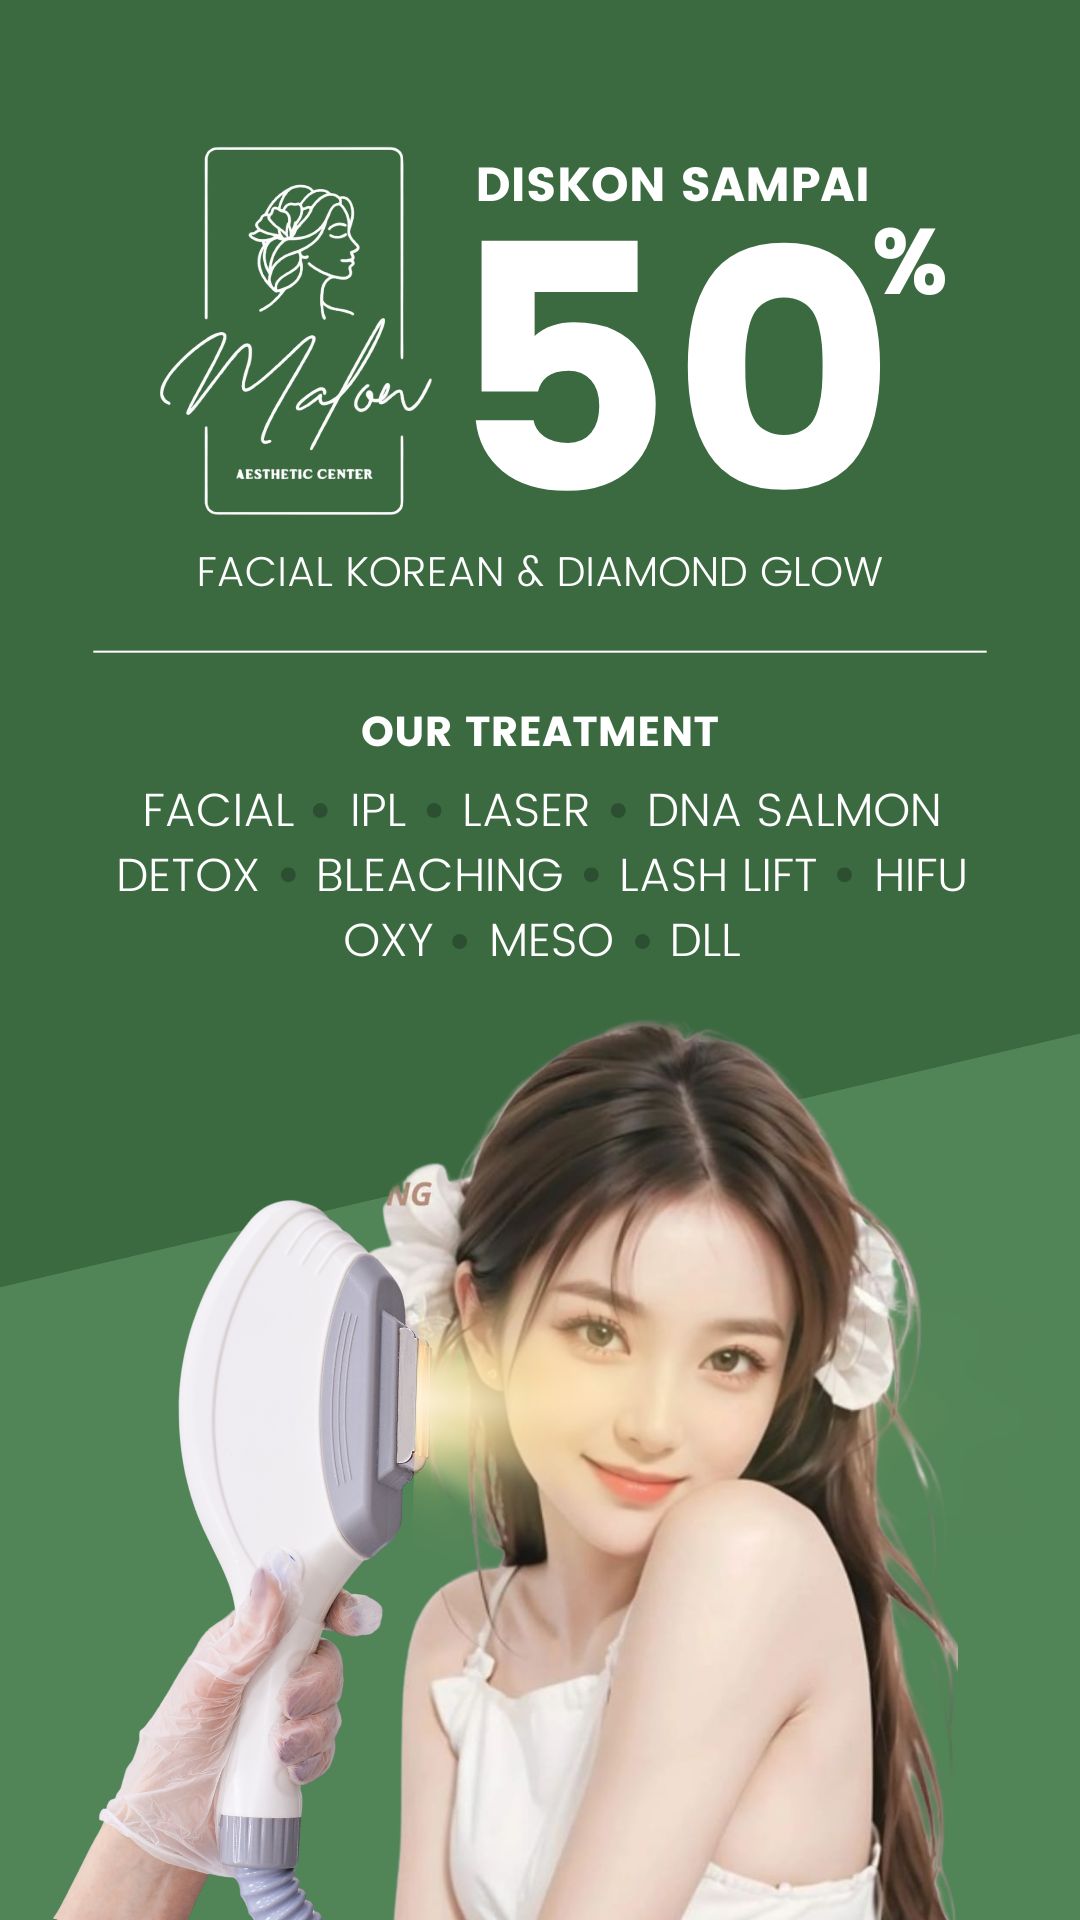 Malon
AESTHETIC CENTER
DISKON SAMPAI
50%
FACIAL KOREAN & DIAMOND GLOW
OUR TREATMENT
FACIAL • IPL • LASER • DNA SALMON
DETOX • BLEACHING • LASH LIFT • HIFU
OXY • MESO • DLL
NG